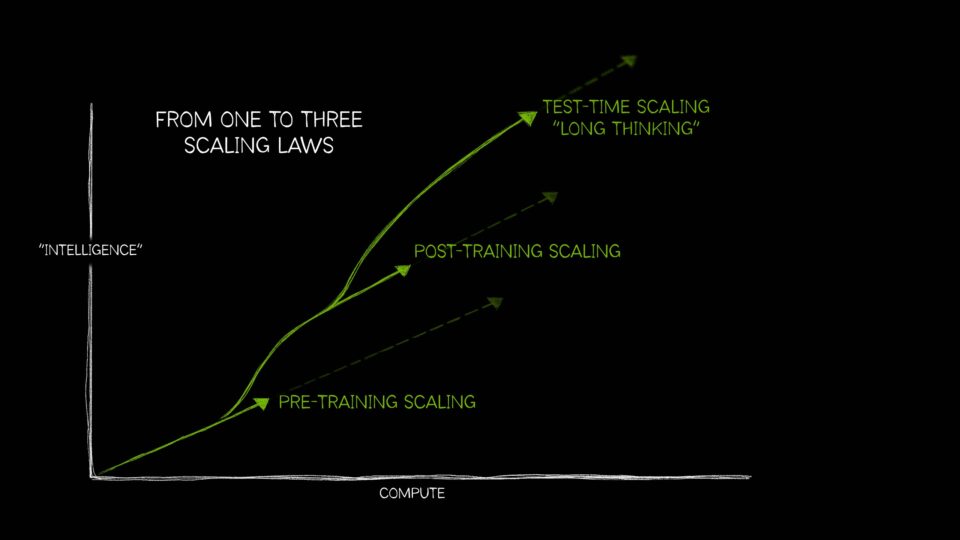 FROM ONE TO THREE
SCALING LAWS
TEST-TIME SCALING
“LONG THINKING”
“INTELLIGENCE”
POST-TRAINING SCALING
PRE-TRAINING SCALING
COMPUTE